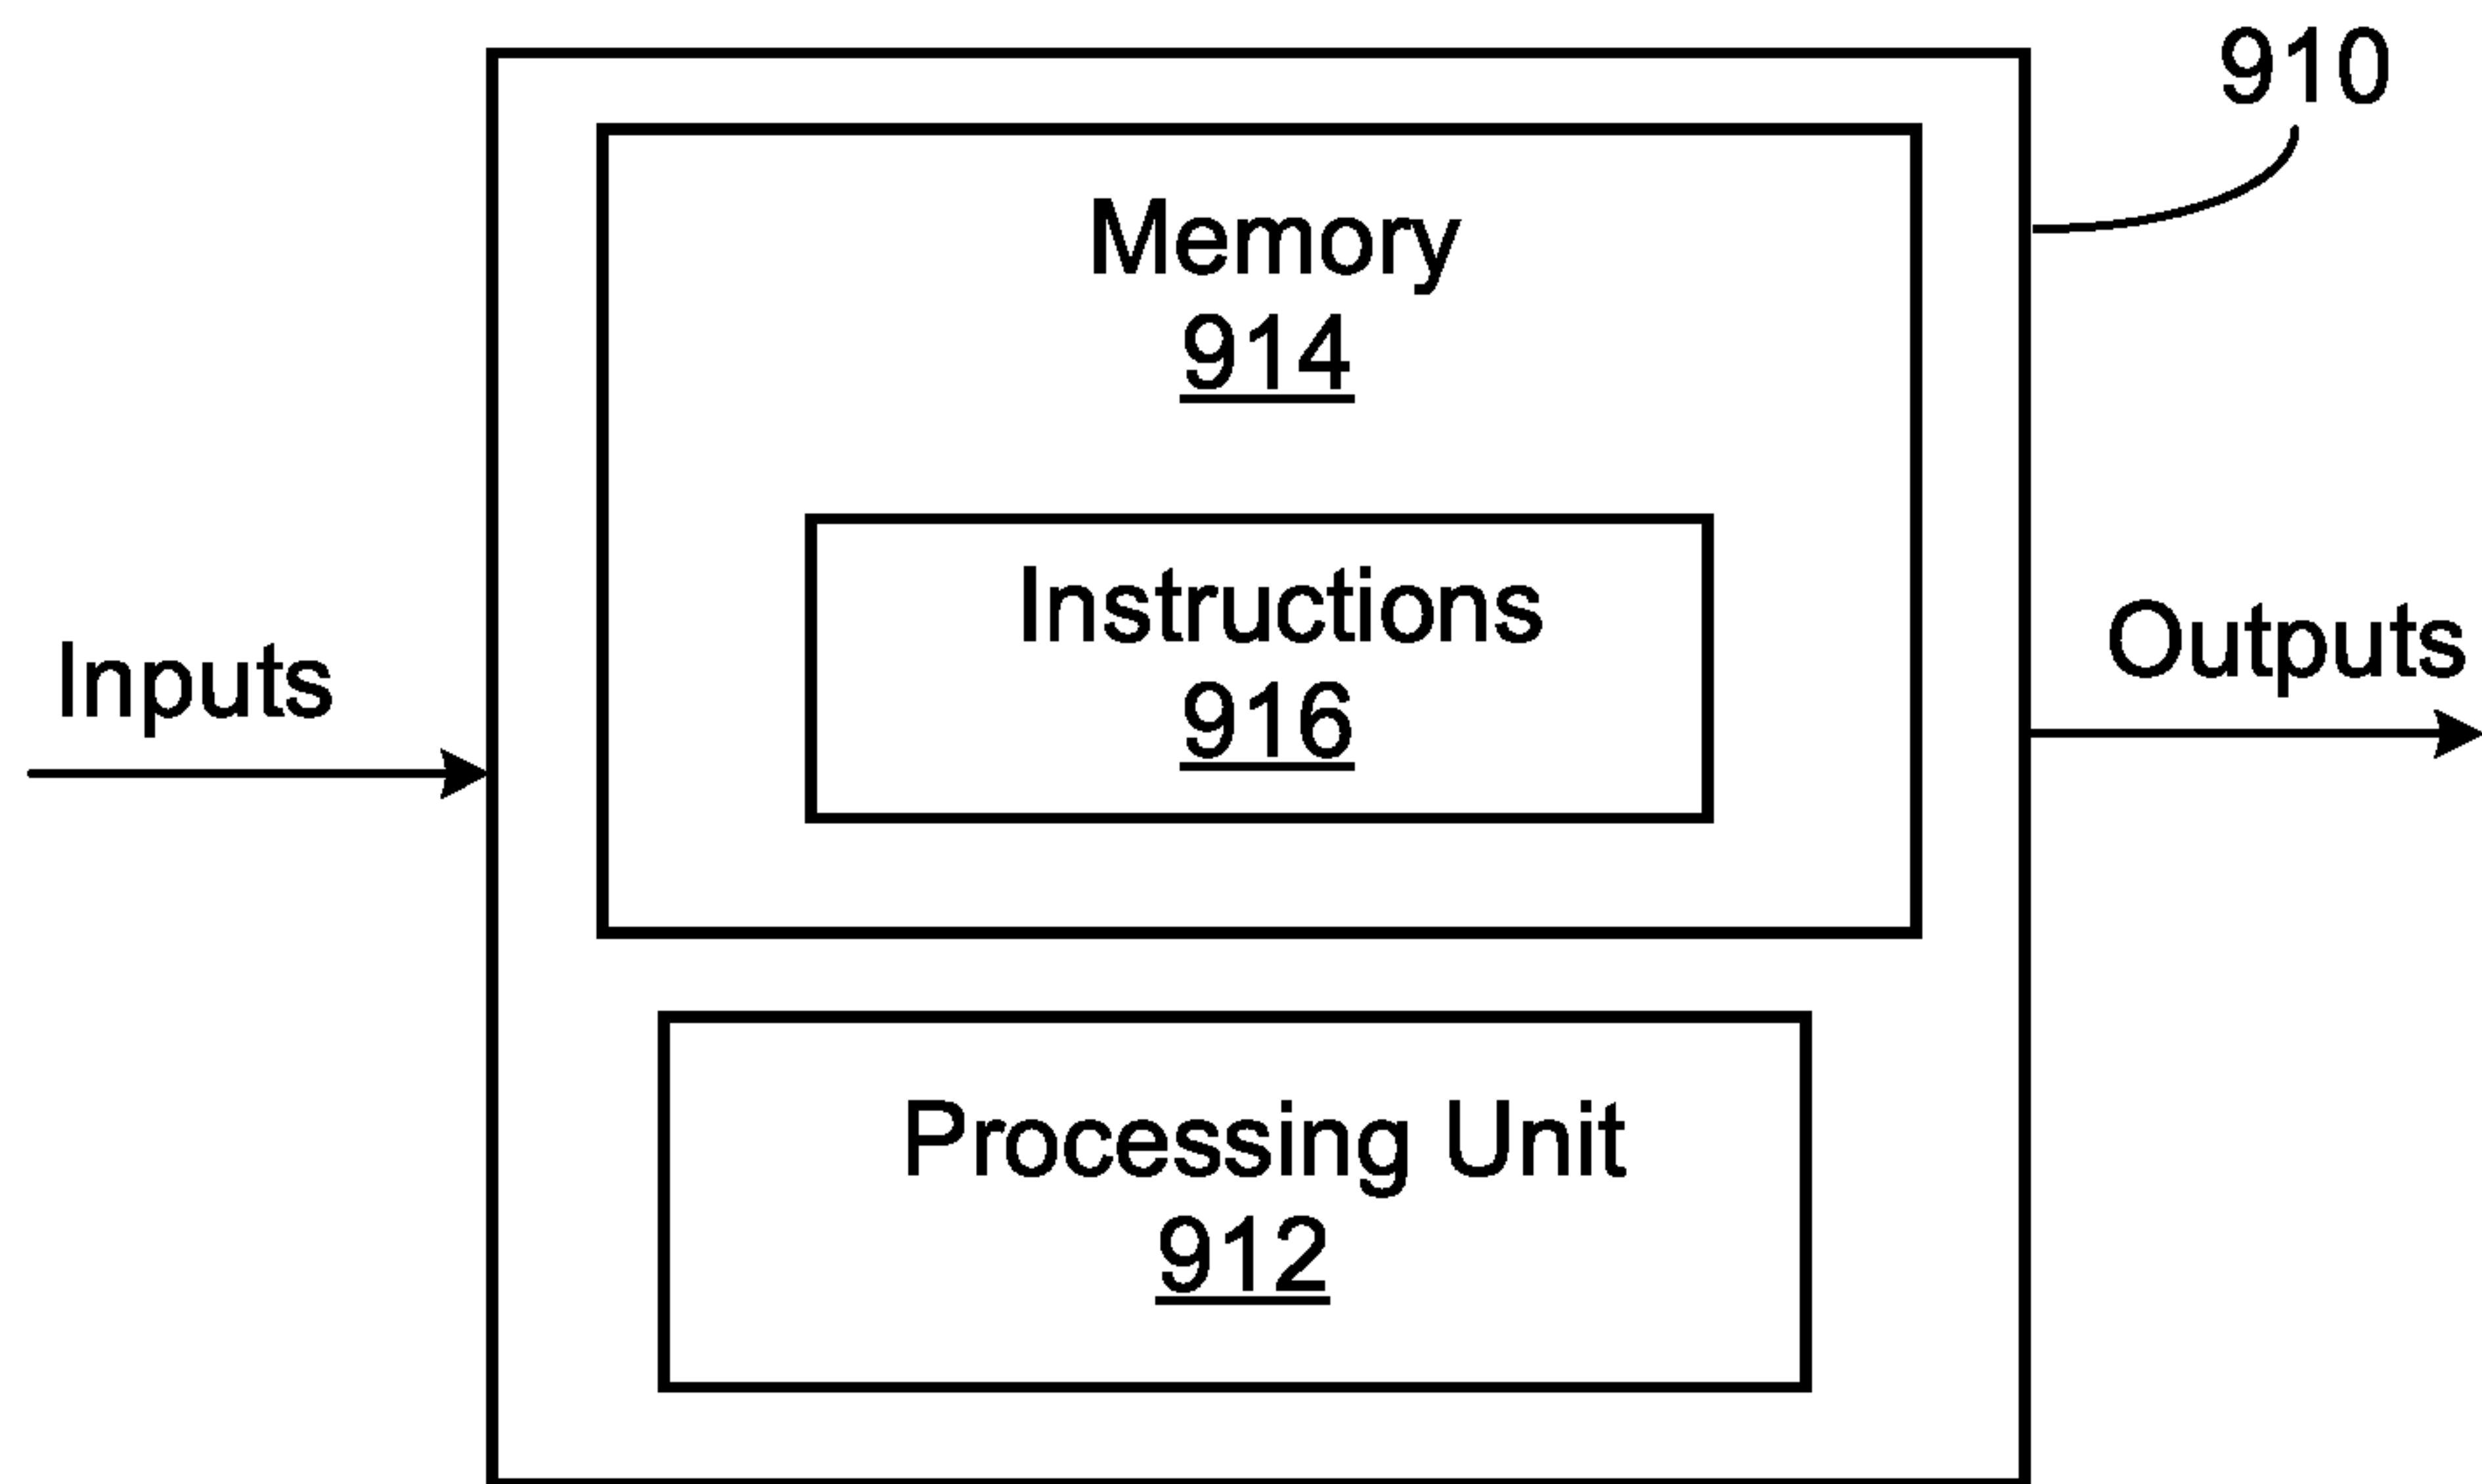 910
Memory
914
Instructions
916
Inputs
Outputs
Processing Unit
912